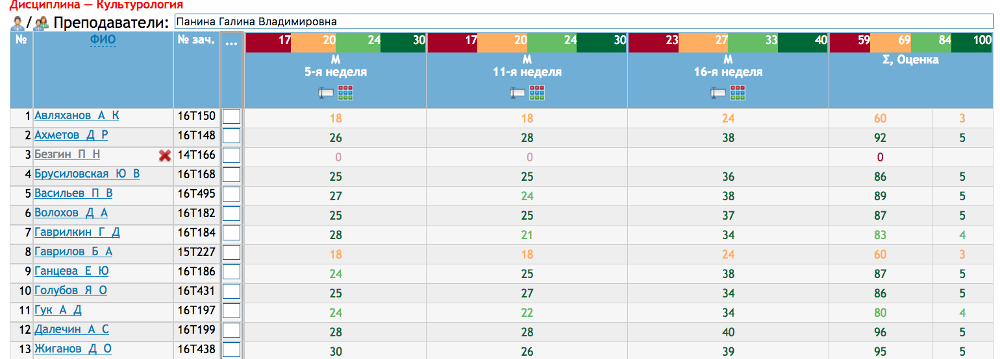 Дисциплина — Культурология
/ Преподаватели: Панина Галина Владимировна
№ ФИО № зач. ... 17 20 24 30 17 20 24 30 23 27 33 40 59 69 84 100
М М М Σ, Оценка
5-я неделя 11-я неделя 16-я неделя
1 Авляханов А К 16Т150 18 18 24 60 3
2 Ахметов Д Р 16Т148 26 28 38 92 5
3 Безгин П Н 14Т166 0 0 0
4 Брусиловская Ю В 16Т168 25 25 36 86 5
5 Васильев П В 16Т495 27 24 38 89 5
6 Волохов Д А 16Т182 25 25 37 87 5
7 Гаврилкин Г Д 16Т184 28 21 34 83 4
8 Гаврилов Б А 15Т227 18 18 24 60 3
9 Ганцева Е Ю 16Т186 24 25 38 87 5
10 Голубов Я О 16Т431 25 27 34 86 5
11 Гук А Д 16Т197 24 22 34 80 4
12 Далечин А С 16Т199 28 28 40 96 5
13 Жиганов Д О 16Т438 30 26 39 95 5